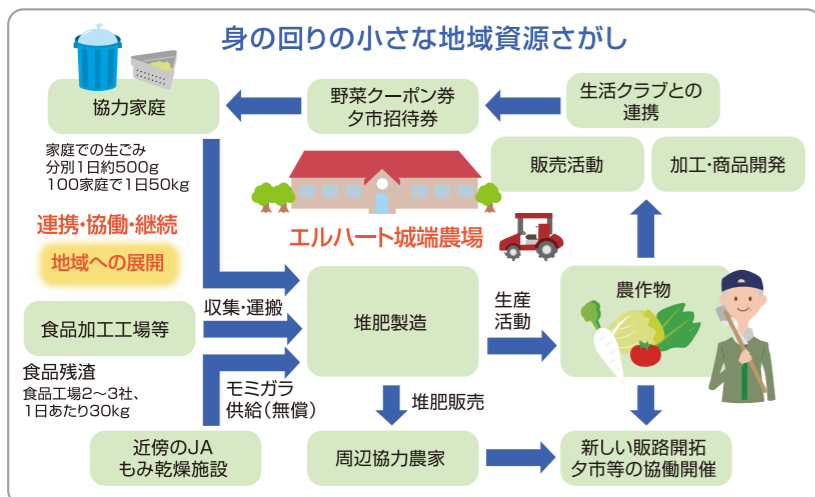 身の回りの小さな地域資源さがし
協力家庭
野菜クーポン券
夕市招待券
生活クラブとの
連携
家庭での生ごみ
分別1日約500g
100家庭で1日50kg
販売活動
加工・商品開発
連携・協働・継続
地域への展開
エルハート城端農場
収集・運搬
食品加工工場等
堆肥製造
生産
活動
農作物
食品残渣
食品工場2〜3社、
1日あたり30kg
モミガラ
供給（無償）
堆肥販売
近傍のJA
もみ乾燥施設
周辺協力農家
新しい販路開拓
夕市等の協働開催